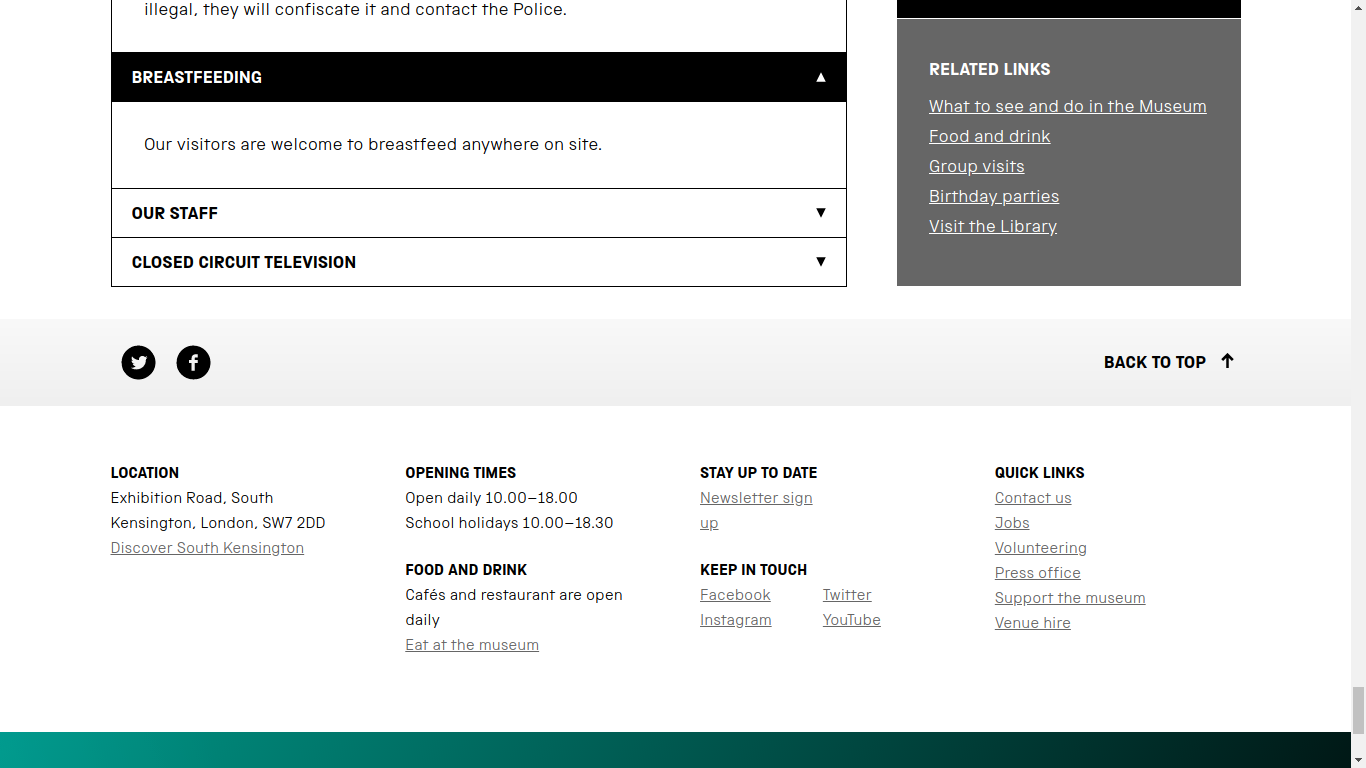 illegal, they will confiscate it and contact the Police.
BREASTFEEDING
Our visitors are welcome to breastfeed anywhere on site.
OUR STAFF
CLOSED CIRCUIT TELEVISION
RELATED LINKS
What to see and do in the Museum
Food and drink
Group visits
Birthday parties
Visit the Library
BACK TO TOP
LOCATION
Exhibition Road, South
Kensington, London, SW7 2DD
Discover South Kensington
OPENING TIMES
Open daily 10.00–18.00
School holidays 10.00–18.30
FOOD AND DRINK
Cafés and restaurant are open
daily
Eat at the museum
STAY UP TO DATE
Newsletter sign
up
KEEP IN TOUCH
Facebook Twitter
Instagram YouTube
QUICK LINKS
Contact us
Jobs
Volunteering
Press office
Support the museum
Venue hire